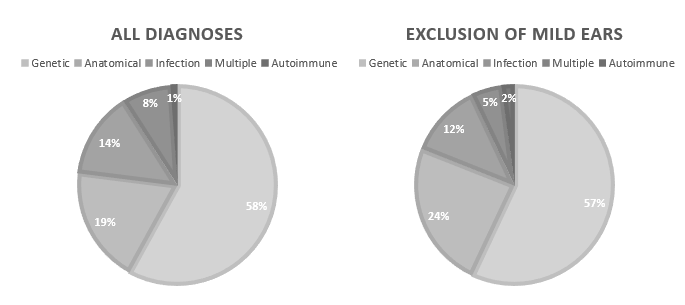 ALL DIAGNOSES
Genetic Anatomical Infection Multiple Autoimmune
1%
8%
14%
19%
58%
EXCLUSION OF MILD EARS
Genetic Anatomical Infection Multiple Autoimmune
2%
5%
12%
24%
57%